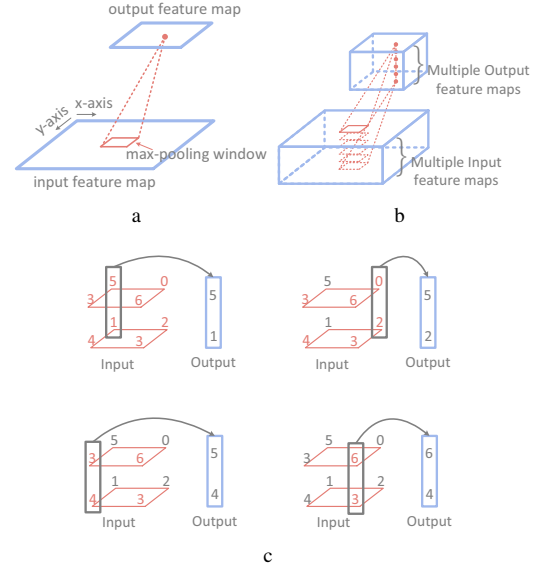 output feature map
x-axis
y-axis
max-pooling window
input feature map
a
Multiple Output
feature maps
Multiple Input
feature maps
b
5 0
3 6
1 2
4 3
5
1
Input Output
5 0
3 6
1 2
4 3
5
2
Input Output
5 0
3 6
1 2
4 3
5
4
Input Output
5 0
3 6
1 2
4 3
6
4
Input Output
c